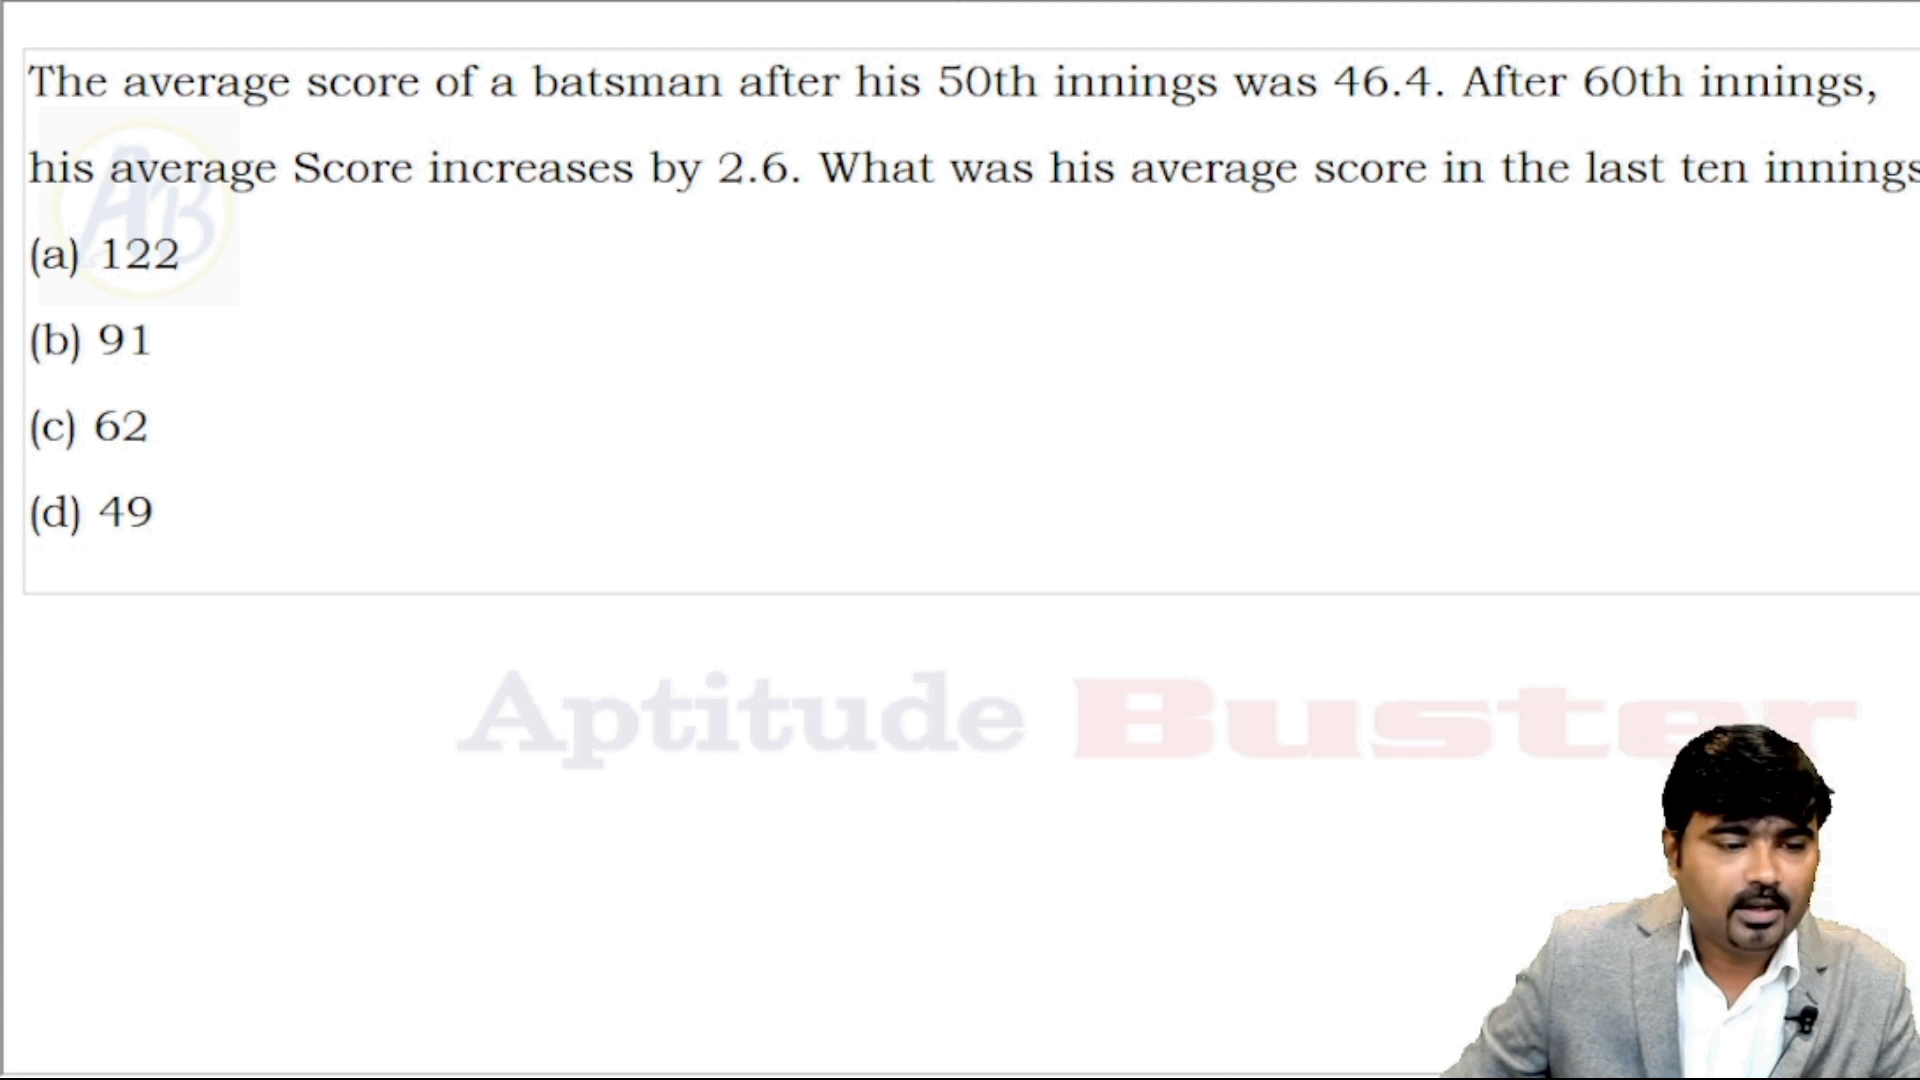 The average score of a batsman after his 50th innings was 46.4. After 60th innings,
his average Score increases by 2.6. What was his average score in the last ten innings
AB
(a) 122
(b) 91
(c) 62
(d) 49
Aptitude Buster